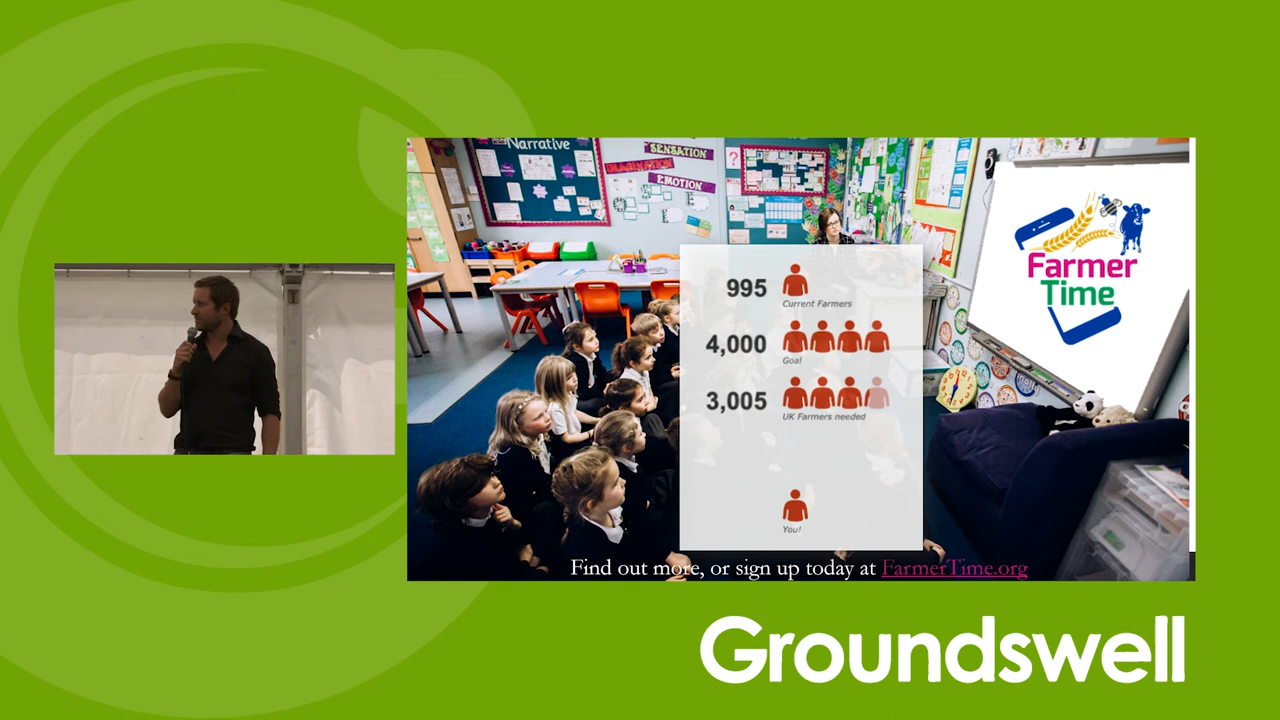 Narrative
SENSATION
IMAGINATION
EMOTION
?
Farmer
Time
995
Current Farmers
4,000
Goal
3,005
UK Farmers needed
You!
Find out more, or sign up today at FarmerTime.org
Groundswell